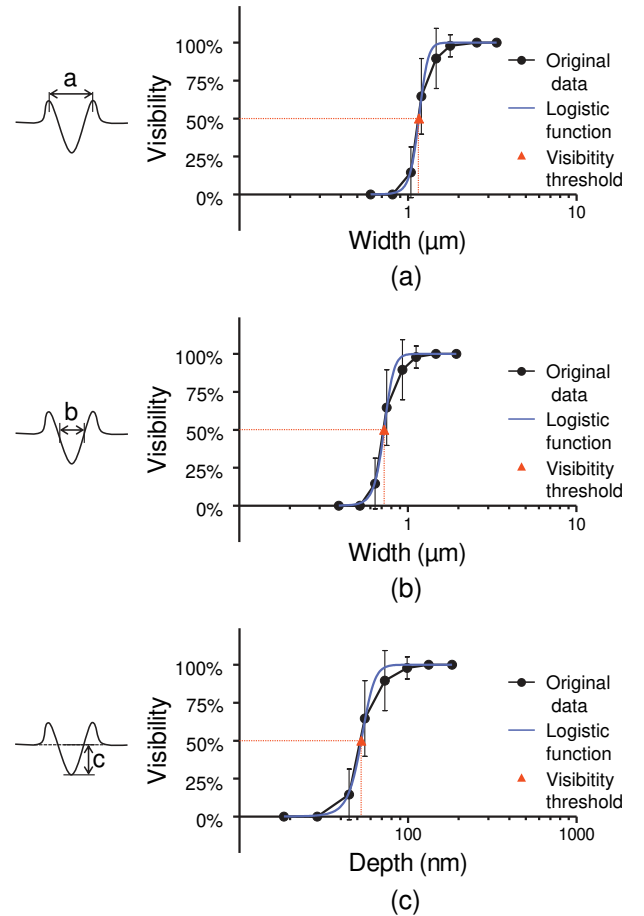 a
100%
75%
50%
25%
0%
Visibility
1
10
Width (μm)
Original
data
Logistic
function
Visibitity
threshold
(a)
b
100%
75%
50%
25%
0%
Visibility
1
10
Width (μm)
Original
data
Logistic
function
Visibitity
threshold
(b)
c
100%
75%
50%
25%
0%
Visibility
100
1000
Depth (nm)
Original
data
Logistic
function
Visibitity
threshold
(c)